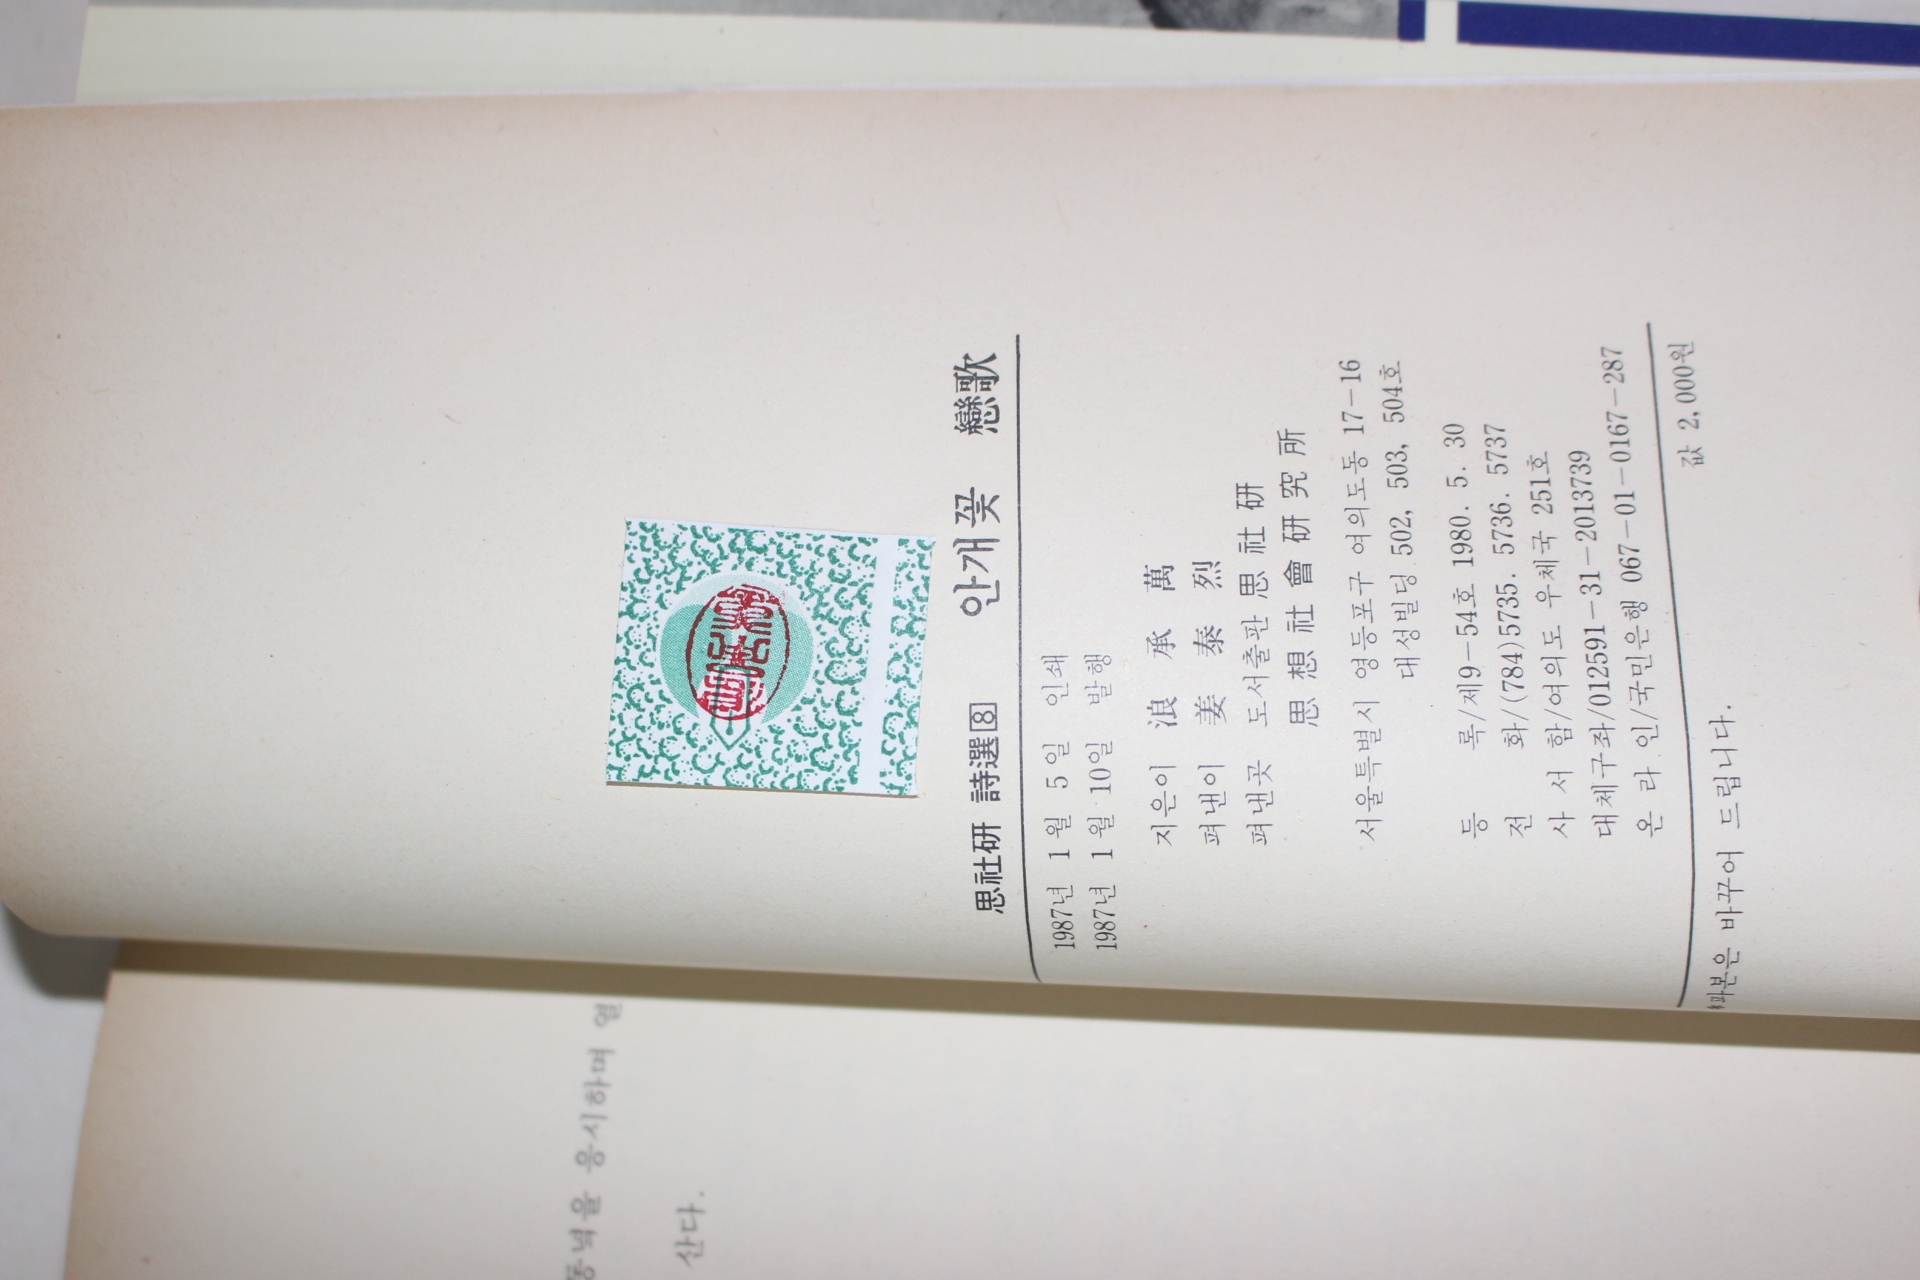 思社研 詩選⑧ 안개꽃 戀歌
1987년 1월 5일 인쇄
1987년 1월 10일 발행
지은이 浪承萬
펴낸이 姜泰烈
펴낸곳 도서출판 思社研
思想社會研究所
서울특별시 영등포구 여의도동 17-16
대성빌딩 502, 503, 504호
등 록/제9-54호 1980. 5. 30
전 화/(784)5735. 5736. 5737
사 서 함/여의도 우체국 251호
대체구좌/012591-31-2013739
온 라 인/국민은행 067-01-0167-287
값 2,000원
*파본은 바꾸어 드립니다.
응시하며 열
산다.